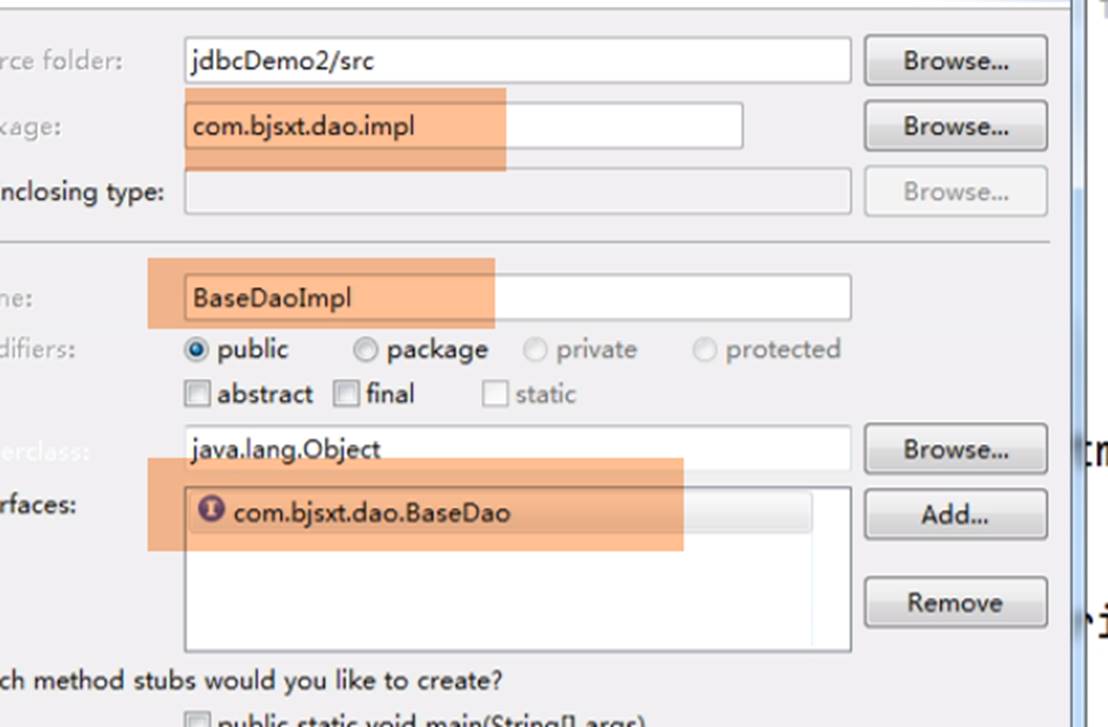 rce folder: jdbcDemo2/src Browse...
kage: com.bjsxt.dao.impl Browse...
nclosing type: Browse...
ne: BaseDaoImpl
difiers: public package private protected
abstract final static
erclass: java.lang.Object Browse...
rfaces: com.bjsxt.dao.BaseDao Add...
Remove
ch method stubs would you like to create?
public static void main(String[] args)